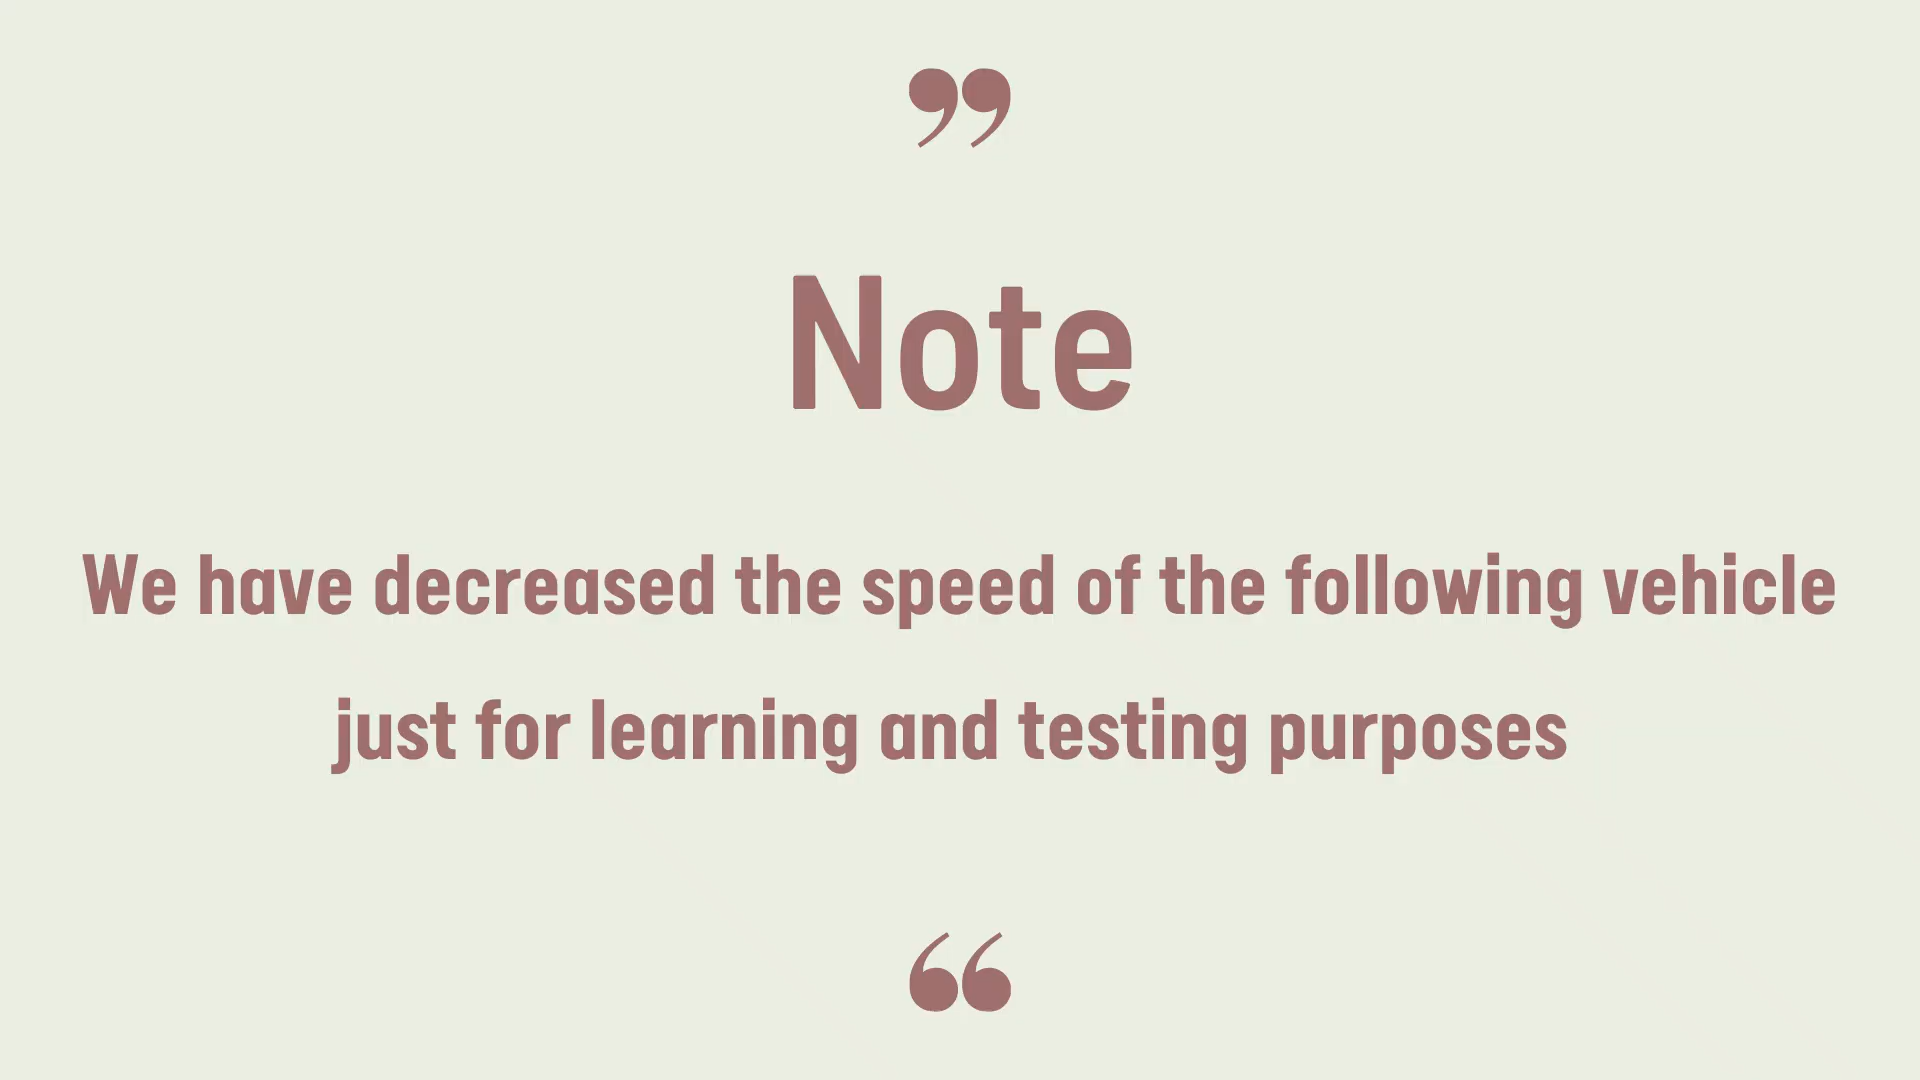 ”
Note
We have decreased the speed of the following vehicle
just for learning and testing purposes
“